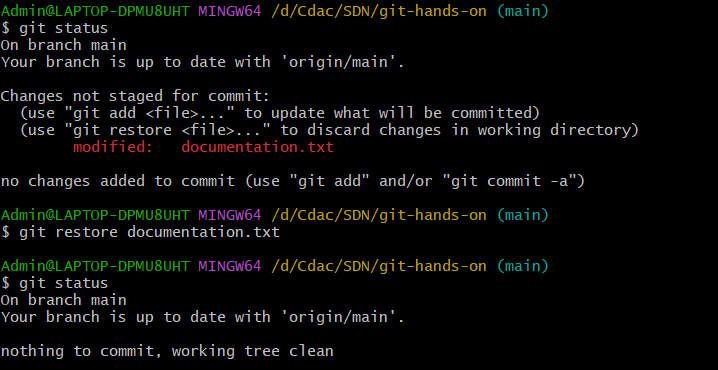 Admin@LAPTOP-DPMU8UHT MINGW64 /d/Cdac/SDN/git-hands-on (main)
$ git status
On branch main
Your branch is up to date with 'origin/main'.
Changes not staged for commit:
  (use "git add <file>..." to update what will be committed)
  (use "git restore <file>..." to discard changes in working directory)
        modified:   documentation.txt
no changes added to commit (use "git add" and/or "git commit -a")
Admin@LAPTOP-DPMU8UHT MINGW64 /d/Cdac/SDN/git-hands-on (main)
$ git restore documentation.txt
Admin@LAPTOP-DPMU8UHT MINGW64 /d/Cdac/SDN/git-hands-on (main)
$ git status
On branch main
Your branch is up to date with 'origin/main'.
nothing to commit, working tree clean